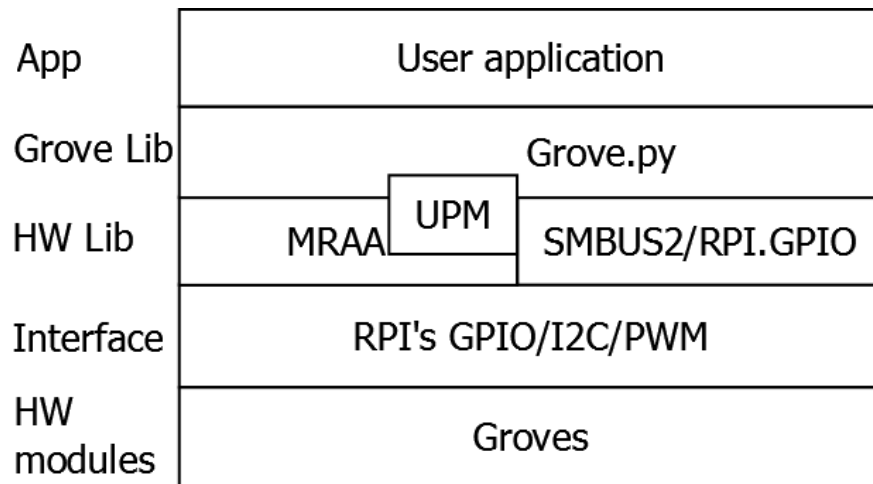 App
User application
Grove Lib
Grove.py
UPM
HW Lib
MRAA
SMBUS2/RPI.GPIO
Interface
RPI's GPIO/I2C/PWM
HW
modules
Groves